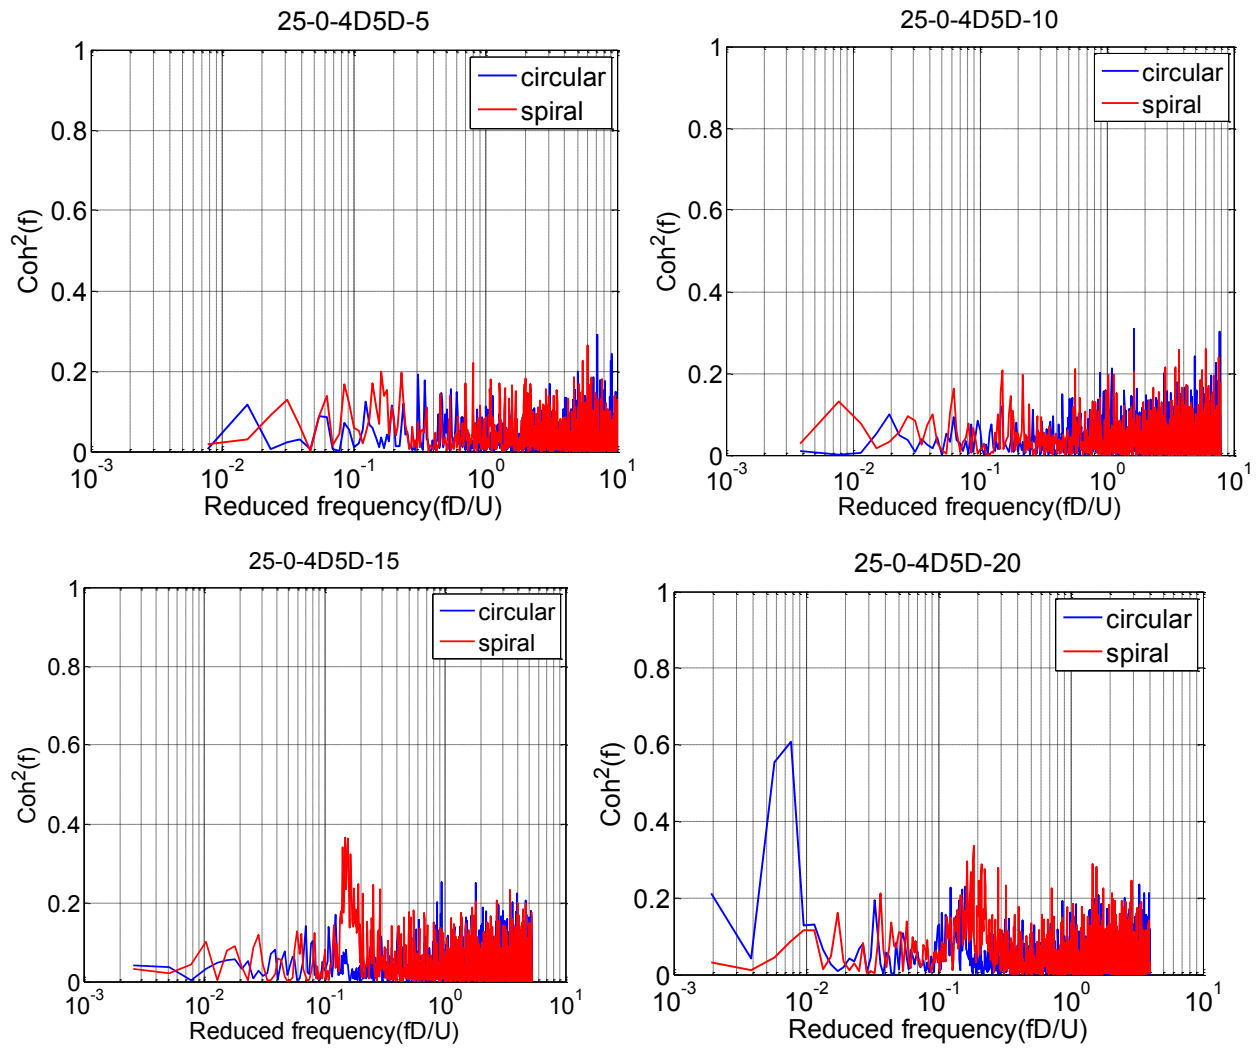 25-0-4D5D-5
1
0.8
0.6
0.4
0.2
0
Coh²(f)
10⁻³ 10⁻² 10⁻¹ 10⁰ 10¹
Reduced frequency(fD/U)
circular
spiral
25-0-4D5D-10
1
0.8
0.6
0.4
0.2
0
Coh²(f)
10⁻³ 10⁻² 10⁻¹ 10⁰ 10¹
Reduced frequency(fD/U)
circular
spiral
25-0-4D5D-15
1
0.8
0.6
0.4
0.2
0
Coh²(f)
10⁻³ 10⁻² 10⁻¹ 10⁰ 10¹
Reduced frequency(fD/U)
circular
spiral
25-0-4D5D-20
1
0.8
0.6
0.4
0.2
0
Coh²(f)
10⁻³ 10⁻² 10⁻¹ 10⁰ 10¹
Reduced frequency(fD/U)
circular
spiral